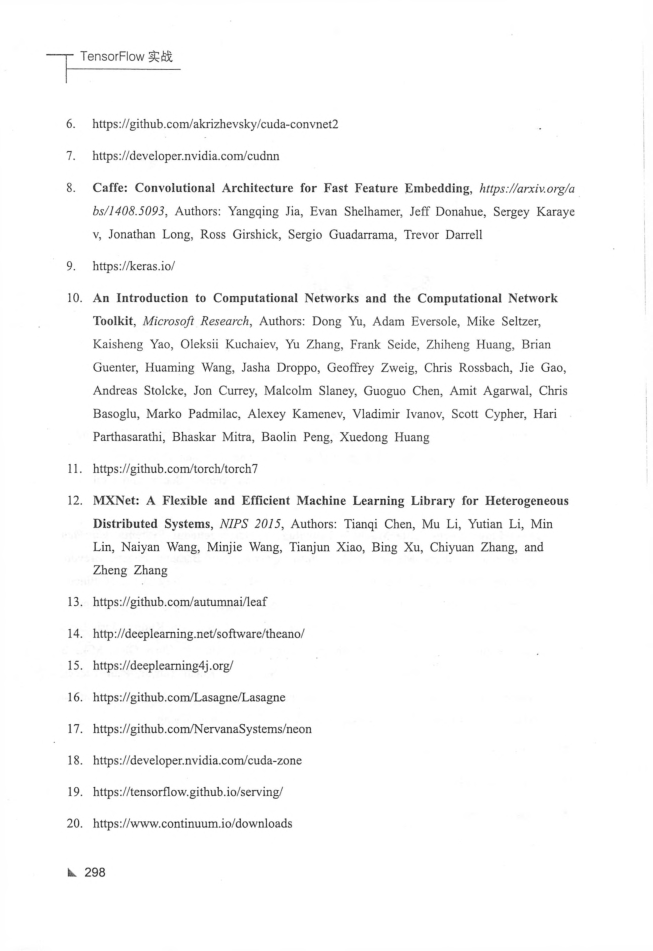 TensorFlow 实战
6. https://github.com/akrizhevsky/cuda-convnet2
7. https://developer.nvidia.com/cudnn
8. Caffe: Convolutional Architecture for Fast Feature Embedding, https://arxiv.org/a
bs/1408.5093, Authors: Yangqing Jia, Evan Shelhamer, Jeff Donahue, Sergey Karaye
v, Jonathan Long, Ross Girshick, Sergio Guadarrama, Trevor Darrell
9. https://keras.io/
10. An Introduction to Computational Networks and the Computational Network
Toolkit, Microsoft Research, Authors: Dong Yu, Adam Eversole, Mike Seltzer,
Kaisheng Yao, Oleksii Kuchaiev, Yu Zhang, Frank Seide, Zhiheng Huang, Brian
Guenter, Huaming Wang, Jasha Droppo, Geoffrey Zweig, Chris Rossbach, Jie Gao,
Andreas Stolcke, Jon Currey, Malcolm Slaney, Guoguo Chen, Amit Agarwal, Chris
Basoglu, Marko Padmilac, Alexey Kamenev, Vladimir Ivanov, Scott Cypher, Hari
Parthasarathi, Bhaskar Mitra, Baolin Peng, Xuedong Huang
11. https://github.com/torch/torch7
12. MXNet: A Flexible and Efficient Machine Learning Library for Heterogeneous
Distributed Systems, NIPS 2015, Authors: Tianqi Chen, Mu Li, Yutian Li, Min
Lin, Naiyan Wang, Minjie Wang, Tianjun Xiao, Bing Xu, Chiyuan Zhang, and
Zheng Zhang
13. https://github.com/autumnai/leaf
14. http://deeplearning.net/software/theano/
15. https://deeplearning4j.org/
16. https://github.com/Lasagne/Lasagne
17. https://github.com/NervanaSystems/neon
18. https://developer.nvidia.com/cuda-zone
19. https://tensorflow.github.io/serving/
20. https://www.continuum.io/downloads
298